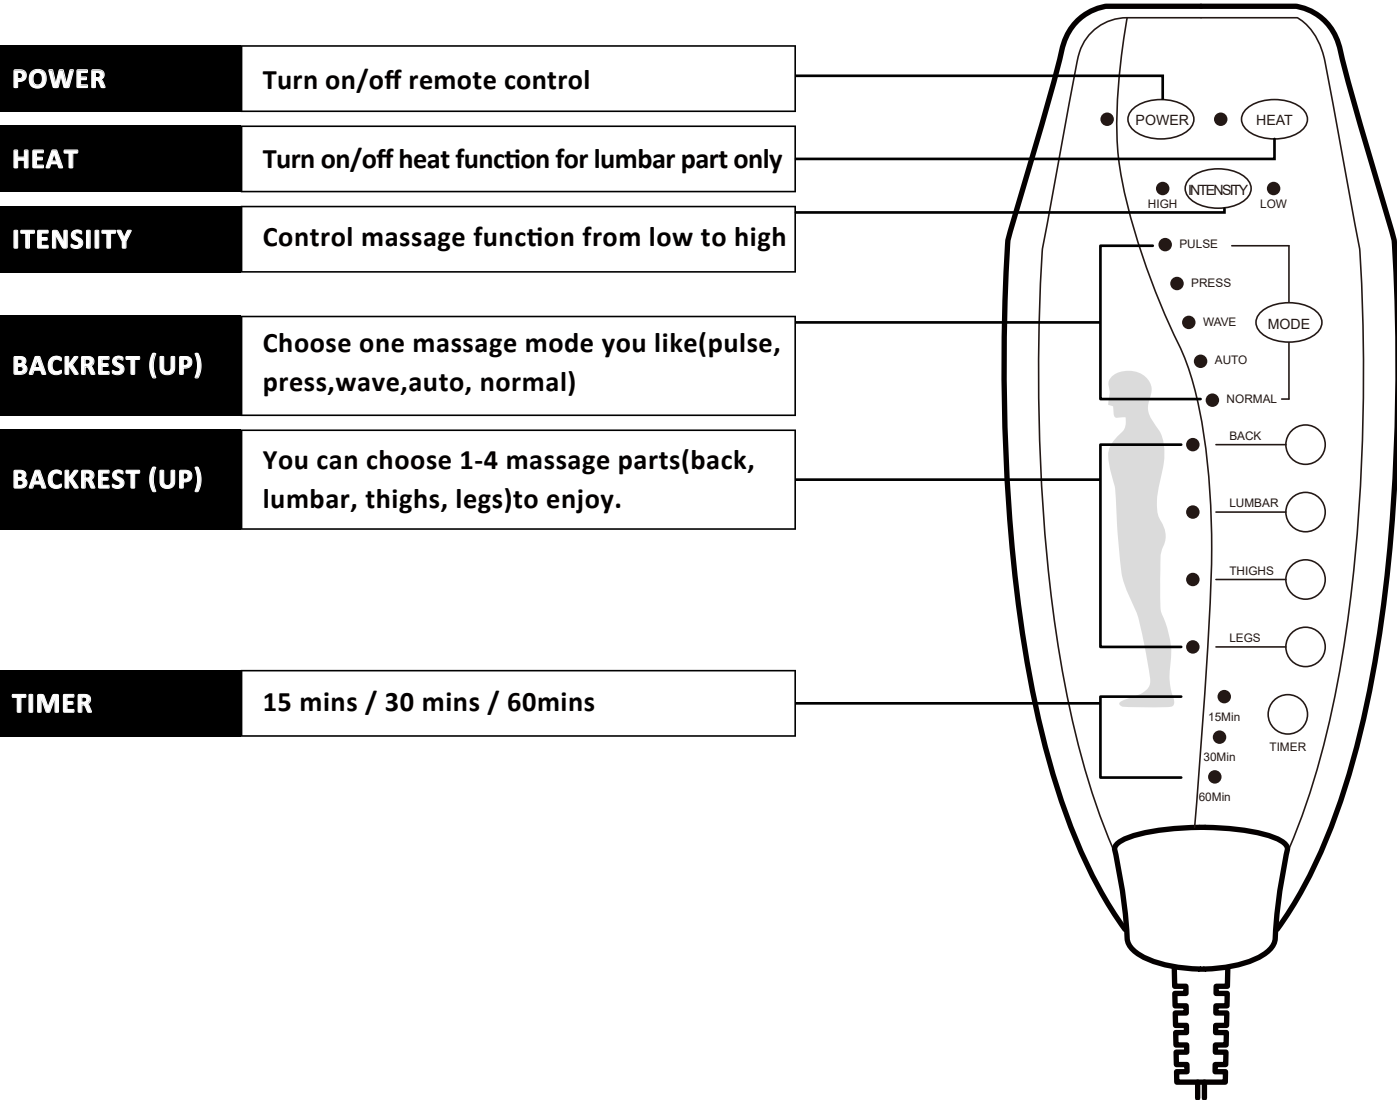 POWER
Turn on/off remote control
HEAT
Turn on/off heat function for lumbar part only
ITENSIITY
Control massage function from low to high
BACKREST (UP)
Choose one massage mode you like(pulse,
press,wave,auto, normal)
BACKREST (UP)
You can choose 1-4 massage parts(back,
lumbar, thighs, legs)to enjoy.
TIMER
15 mins / 30 mins / 60mins
POWER
HEAT
INTENSITY
HIGH
LOW
PULSE
PRESS
WAVE
MODE
AUTO
NORMAL
BACK
LUMBAR
THIGHS
LEGS
15Min
30Min
TIMER
60Min